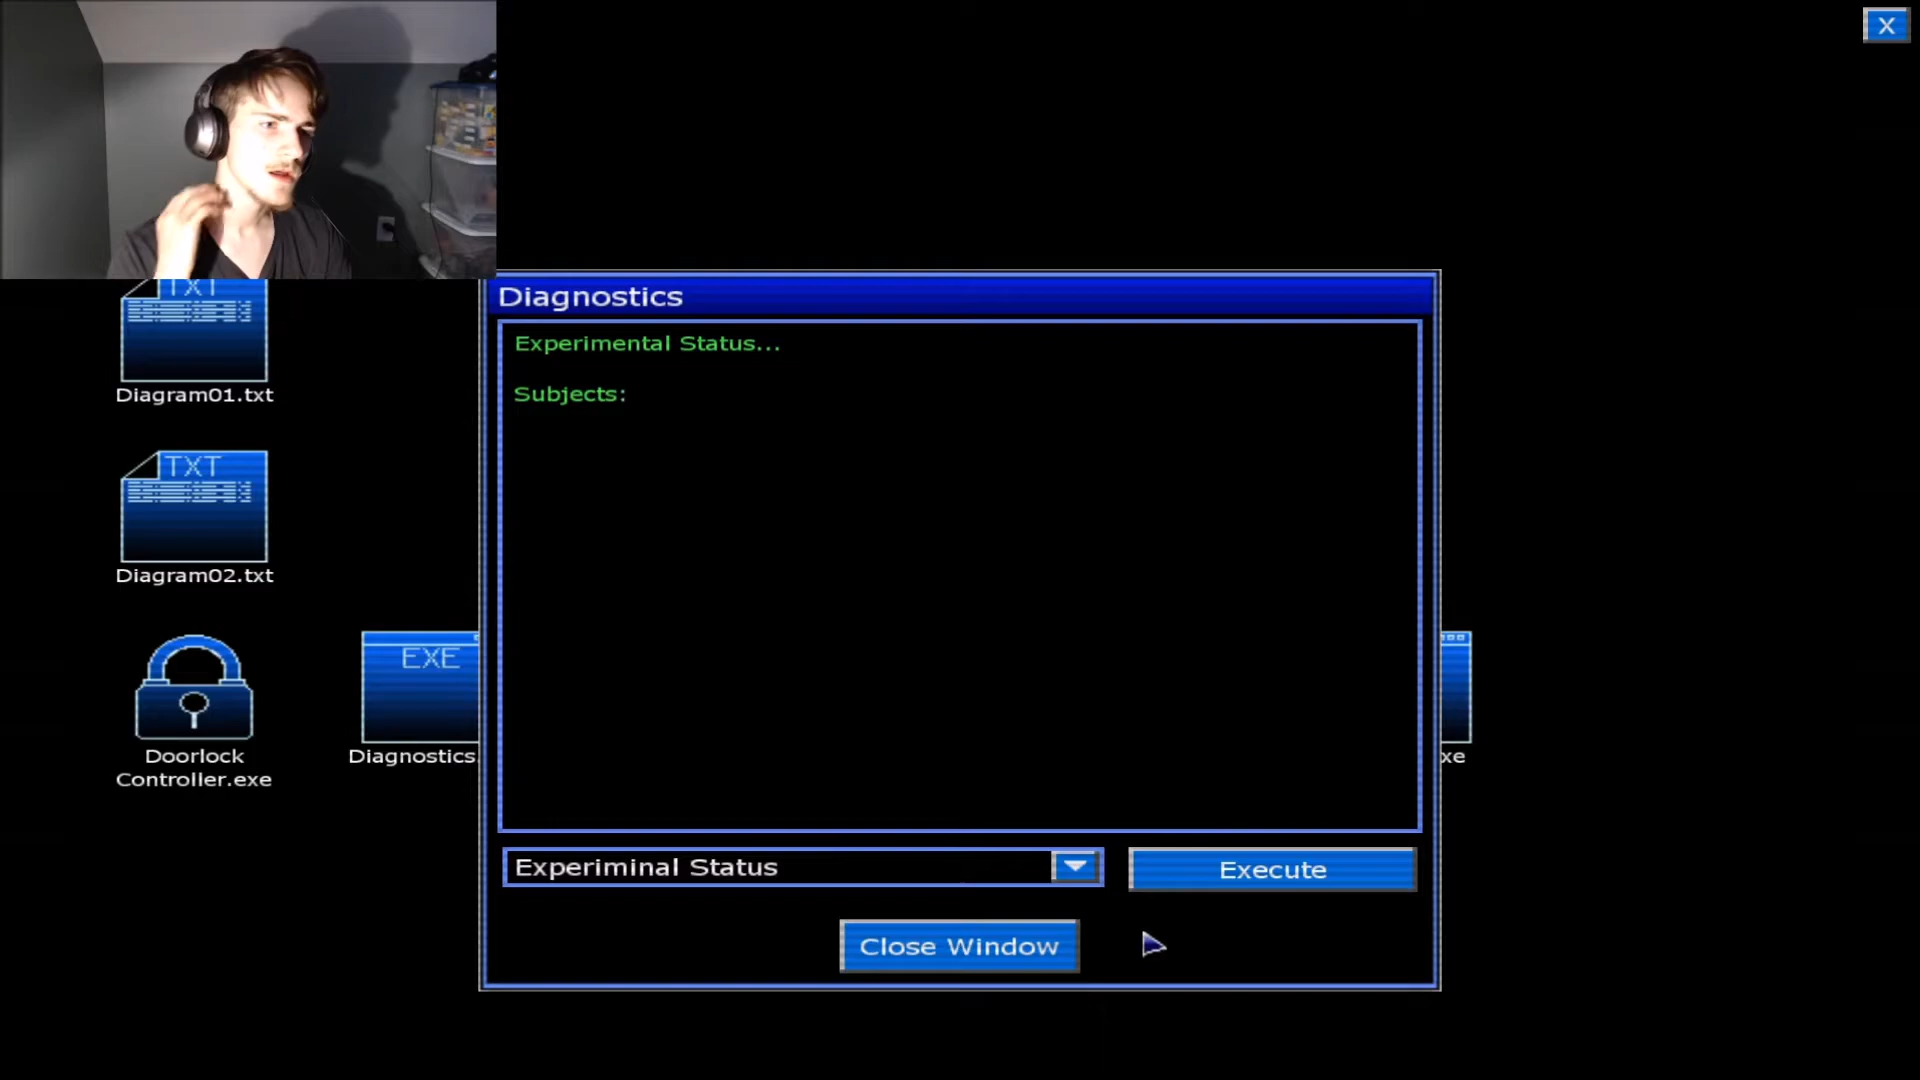 X
TXT
Diagram01.txt
TXT
Diagram02.txt
Doorlock
Controller.exe
EXE
Diagnostics.
xe
Diagnostics
Experimental Status...
Subjects:
Experiminal Status
Execute
Close Window